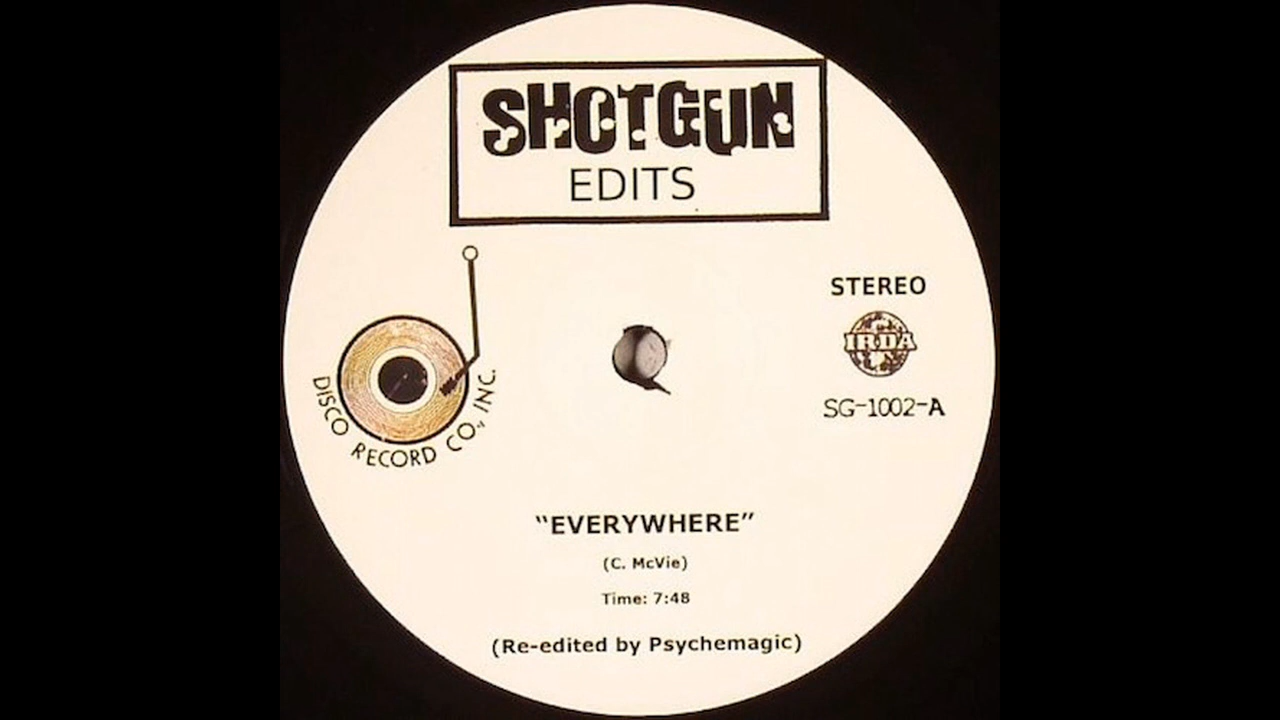 SHOTGUN
EDITS
STEREO
IRDA
SG-1002-A
DISCO RECORD CO., INC.
“EVERYWHERE”
(C. McVie)
Time: 7:48
(Re-edited by Psychemagic)